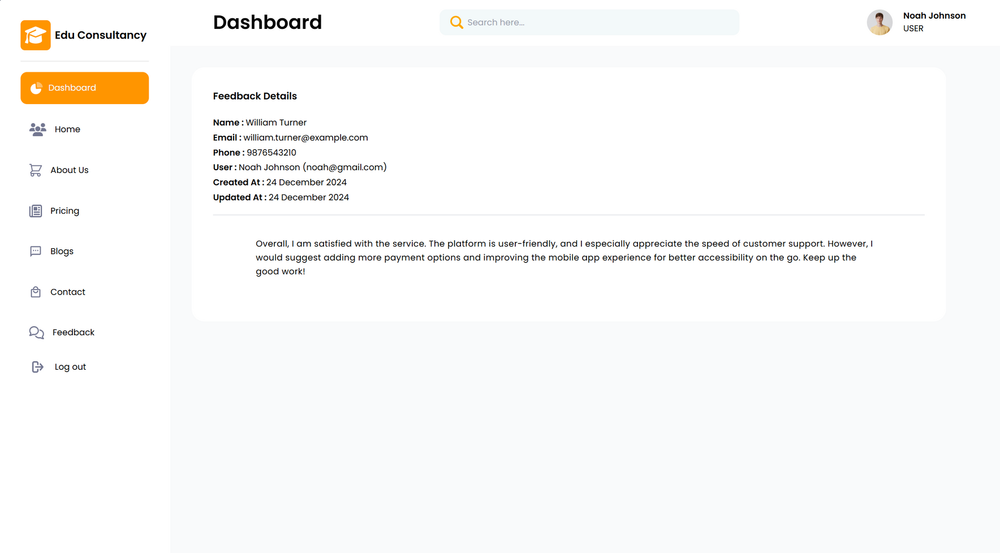 Edu Consultancy
Dashboard
Home
About Us
Pricing
Blogs
Contact
Feedback
Log out
Dashboard
Search here...
Noah Johnson
USER
Feedback Details
Name : William Turner
Email : william.turner@example.com
Phone : 9876543210
User : Noah Johnson (noah@gmail.com)
Created At : 24 December 2024
Updated At : 24 December 2024
Overall, I am satisfied with the service. The platform is user-friendly, and I especially appreciate the speed of customer support. However, I
would suggest adding more payment options and improving the mobile app experience for better accessibility on the go. Keep up the
good work!